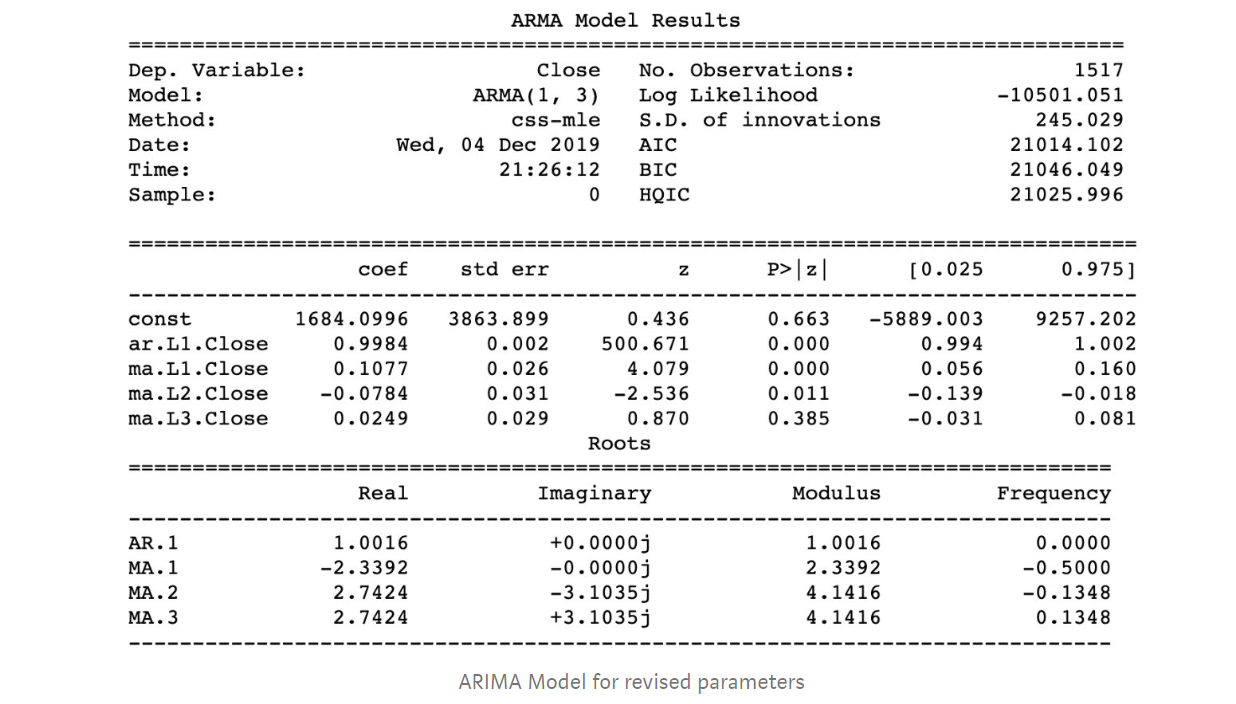 ARMA Model Results
==============================================================================
Dep. Variable: Close No. Observations: 1517
Model: ARMA(1, 3) Log Likelihood -10501.051
Method: css-mle S.D. of innovations 245.029
Date: Wed, 04 Dec 2019 AIC 21014.102
Time: 21:26:12 BIC 21046.049
Sample: 0 HQIC 21025.996
===============================================================================
coef std err z P>|z| [0.025 0.975]
-------------------------------------------------------------------------------
const 1684.0996 3863.899 0.436 0.663 -5889.003 9257.202
ar.L1.Close 0.9984 0.002 500.671 0.000 0.994 1.002
ma.L1.Close 0.1077 0.026 4.079 0.000 0.056 0.160
ma.L2.Close -0.0784 0.031 -2.536 0.011 -0.139 -0.018
ma.L3.Close 0.0249 0.029 0.870 0.385 -0.031 0.081
Roots
=============================================================================
Real Imaginary Modulus Frequency
-----------------------------------------------------------------------------
AR.1 1.0016 +0.0000j 1.0016 0.0000
MA.1 -2.3392 -0.0000j 2.3392 -0.5000
MA.2 2.7424 -3.1035j 4.1416 -0.1348
MA.3 2.7424 +3.1035j 4.1416 0.1348
-----------------------------------------------------------------------------
ARIMA Model for revised parameters